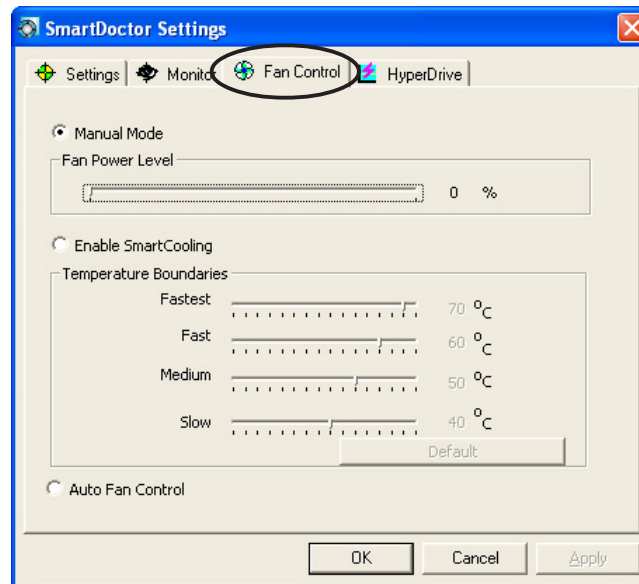 SmartDoctor Settings
Settings Monitor Fan Control HyperDrive
Manual Mode
Fan Power Level
0 %
Enable SmartCooling
Temperature Boundaries
Fastest 70 °C
Fast 60 °C
Medium 50 °C
Slow 40 °C
Default
Auto Fan Control
OK Cancel Apply